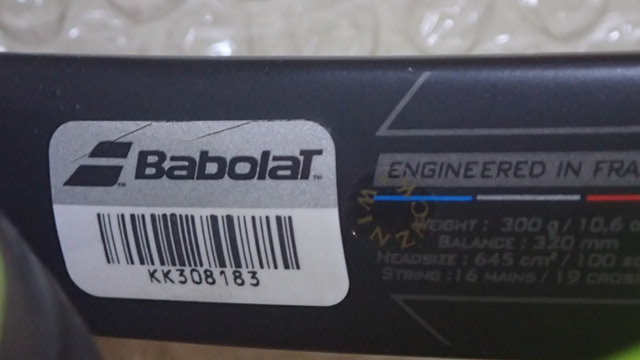 BabolaT
KK308183
ENGINEERED IN FRA
WEIGHT : 300 g / 10,6 o
BALANCE : 320 mm
HEADSIZE : 645 cm² / 100 sq
STRING : 16 MAINS / 19 CROSS